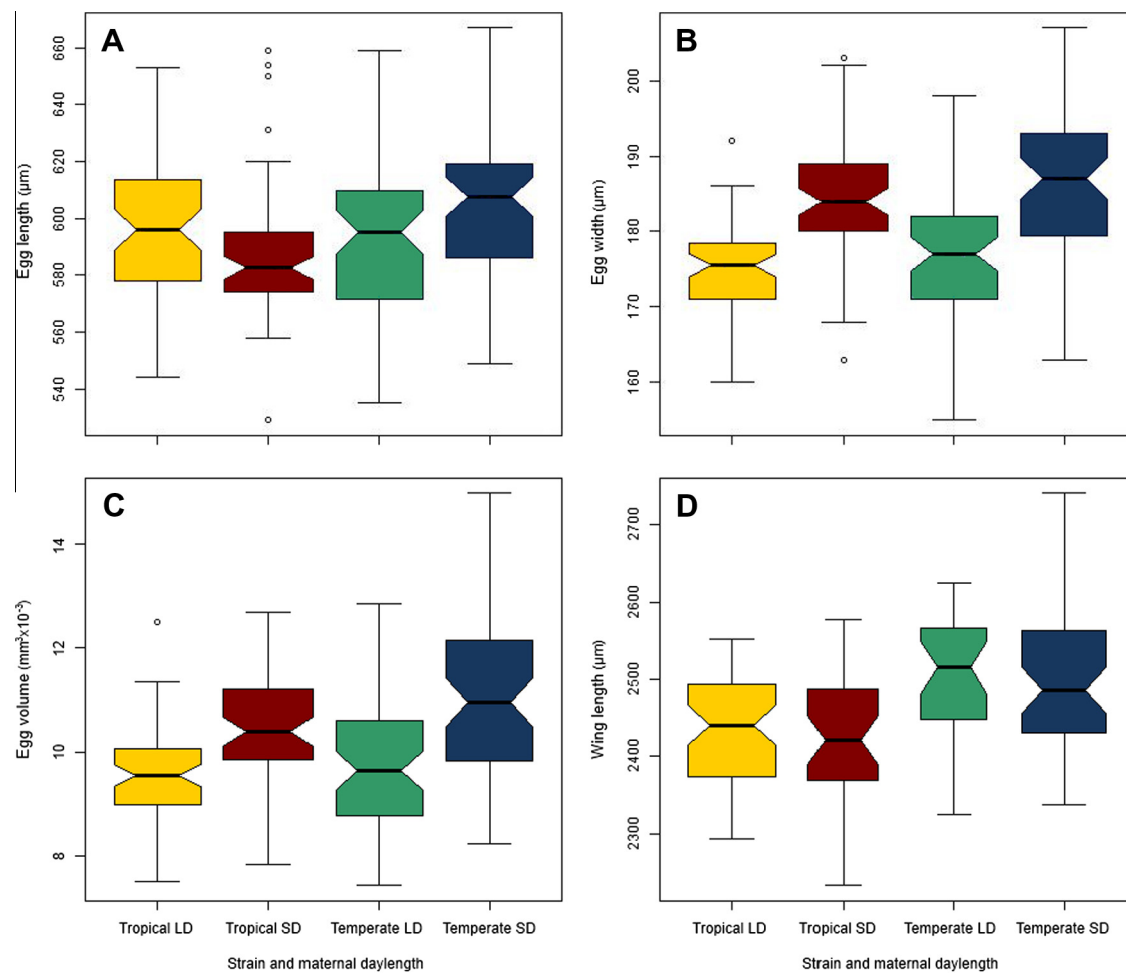 A
B
Egg length (µm)
540
560
580
600
620
640
660
Egg width (µm)
160
170
180
190
200
C
D
Egg volume (mm³x10⁻³)
8
10
12
14
Wing length (µm)
2300
2400
2500
2600
2700
Tropical LD Tropical SD Temperate LD Temperate SD
Strain and maternal daylength
Tropical LD Tropical SD Temperate LD Temperate SD
Strain and maternal daylength